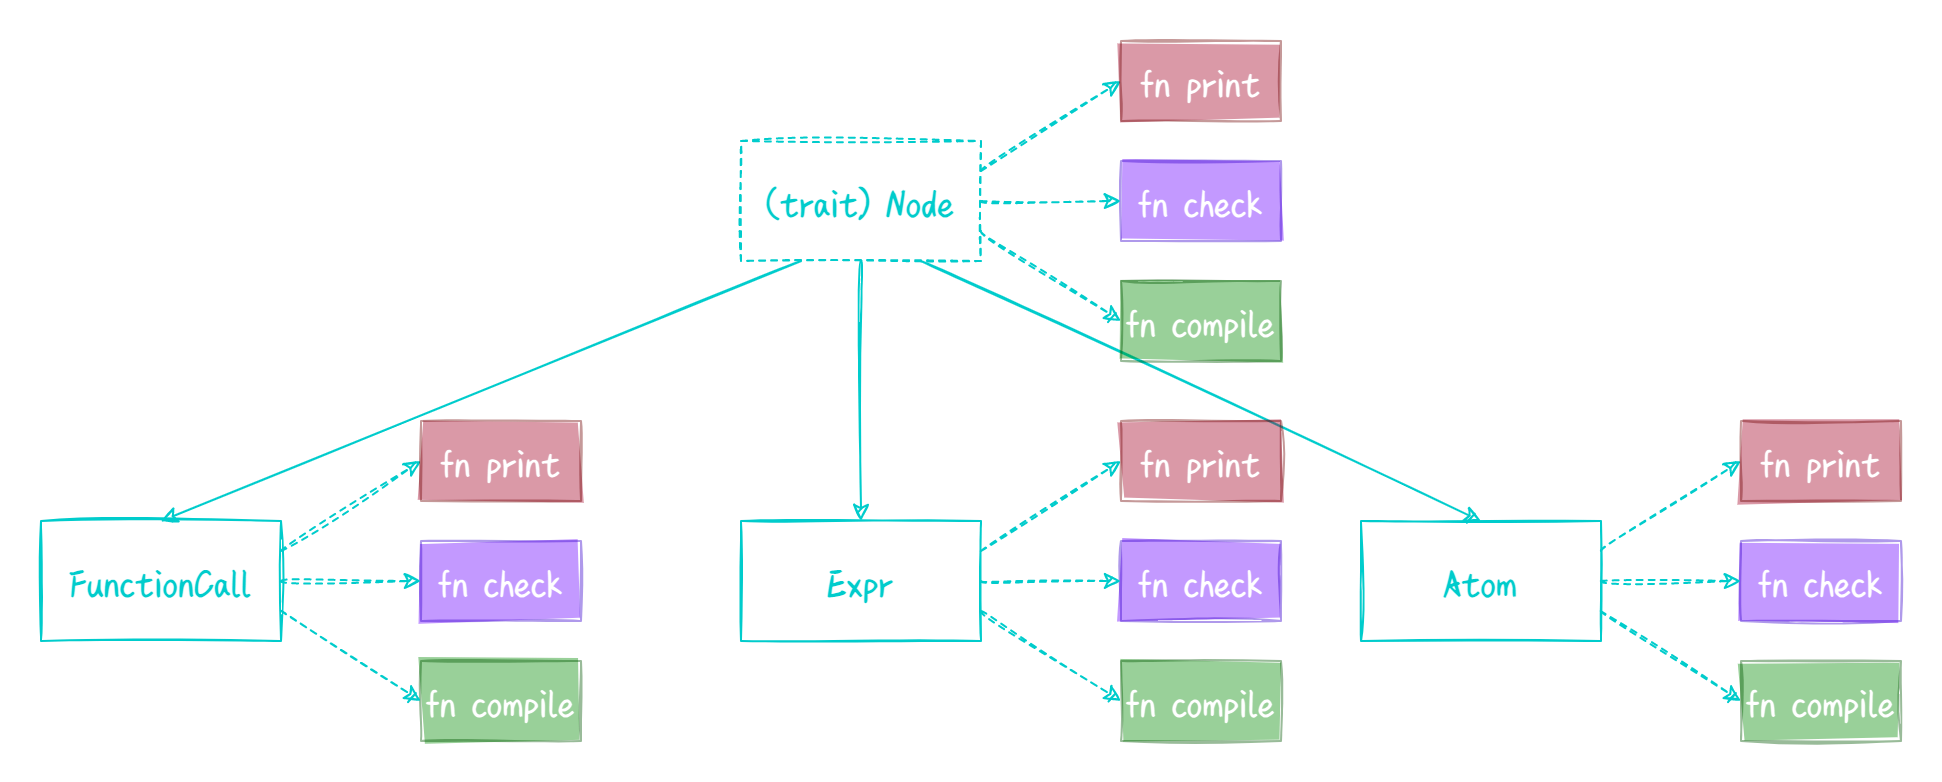 fn print
(trait) Node
fn check
fn compile
fn print
fn print
fn print
FunctionCall
fn check
Expr
fn check
Atom
fn check
fn compile
fn compile
fn compile